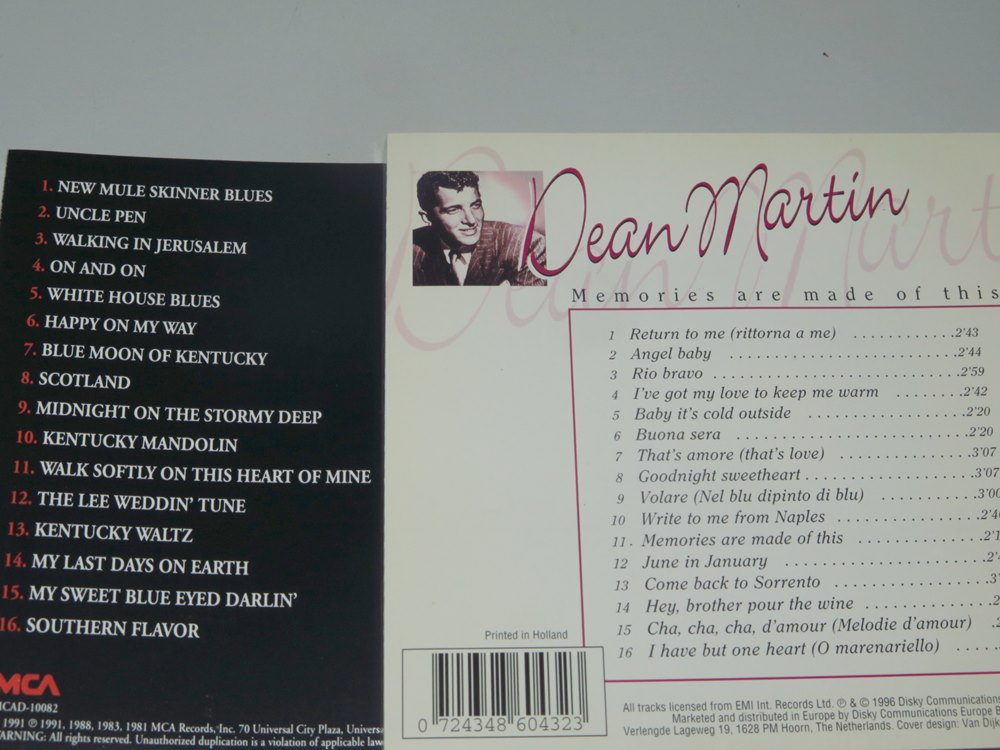 1. NEW MULE SKINNER BLUES
2. UNCLE PEN
3. WALKING IN JERUSALEM
4. ON AND ON
5. WHITE HOUSE BLUES
6. HAPPY ON MY WAY
7. BLUE MOON OF KENTUCKY
8. SCOTLAND
9. MIDNIGHT ON THE STORMY DEEP
10. KENTUCKY MANDOLIN
11. WALK SOFTLY ON THIS HEART OF MINE
12. THE LEE WEDDIN' TUNE
13. KENTUCKY WALTZ
14. MY LAST DAYS ON EARTH
15. MY SWEET BLUE EYED DARLIN'
16. SOUTHERN FLAVOR
MCA
MCAD-10082
1991 ℗ 1991, 1988, 1983, 1981 MCA Records, Inc. 70 Universal City Plaza,
WARNING: All rights reserved. Unauthorized duplication is a violation of applicable
Dean Martin
Memories are made of this
1 Return to me (rittorna a me) ............2'43
2 Angel baby ............2'44
3 Rio bravo ............2'59
4 I've got my love to keep me warm ........2'42
5 Baby it's cold outside ............2'20
6 Buona sera ............2'20
7 That's amore (that's love) ............3'07
8 Goodnight sweetheart ............3'07
9 Volare (Nel blu dipinto di blu) ............
10 Write to me from Naples ............
11. Memories are made of this ............
12 June in January ............
13 Come back to Sorrento ............
14 Hey, brother pour the wine ............
15 Cha, cha, cha, d'amour (Melodie d'amour) ..
16 I have but one heart (O marenariello) .....
Printed in Holland
0 724348 604323
All tracks licensed from EMI Int. Records Ltd. ℗ & © 1996 Disky Communications
Marketed and distributed in Europe by Disky Communications Europe
Verlengde Lageweg 19, 1628 PM Hoorn, The Netherlands. Cover design: Van Dijk